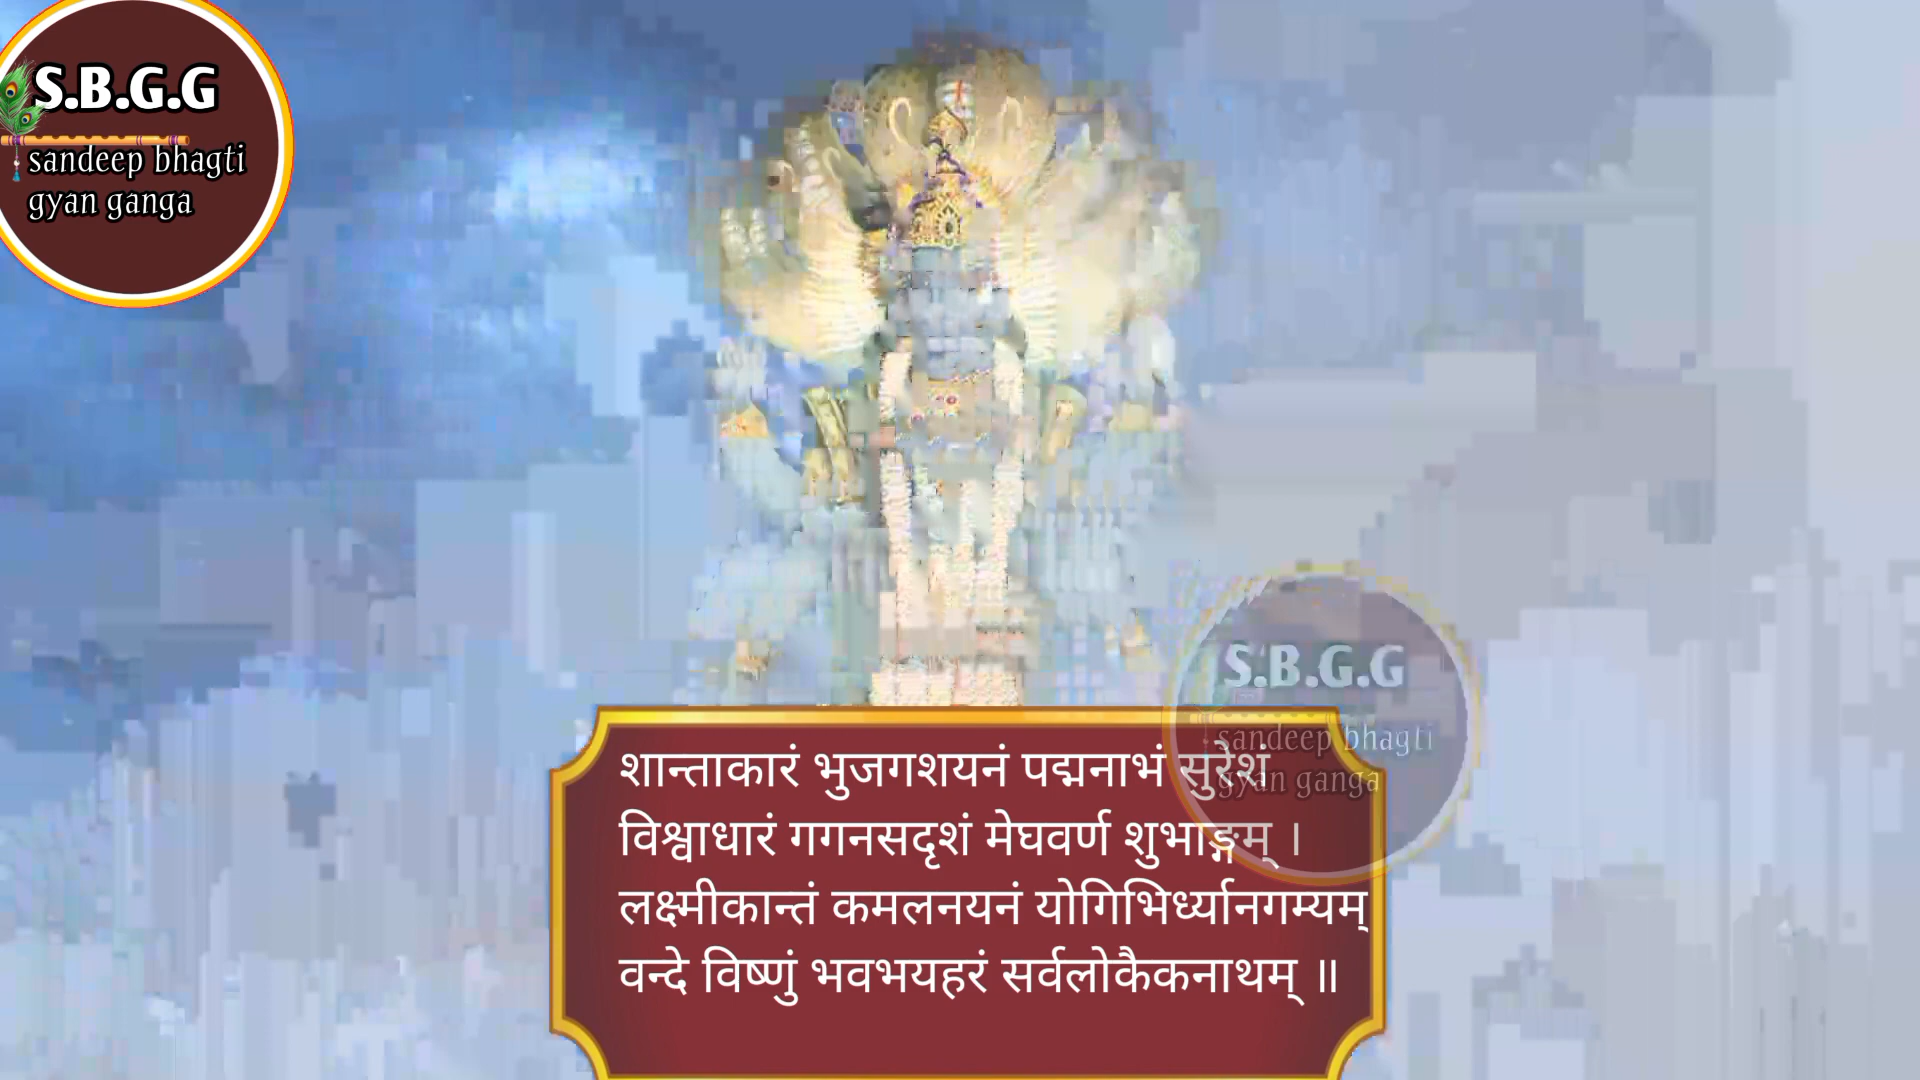 S.B.G.G
sandeep bhagti
gyan ganga
शान्ताकारं भुजगशयनं पद्मनाभं सुरेशं
विश्वाधारं गगनसदृशं मेघवर्ण शुभाङ्गम् ।
लक्ष्मीकान्तं कमलनयनं योगिभिर्ध्यानगम्यम्
वन्दे विष्णुं भवभयहरं सर्वलोकैकनाथम् ॥
S.B.G.G
sandeep bhagti
gyan ganga